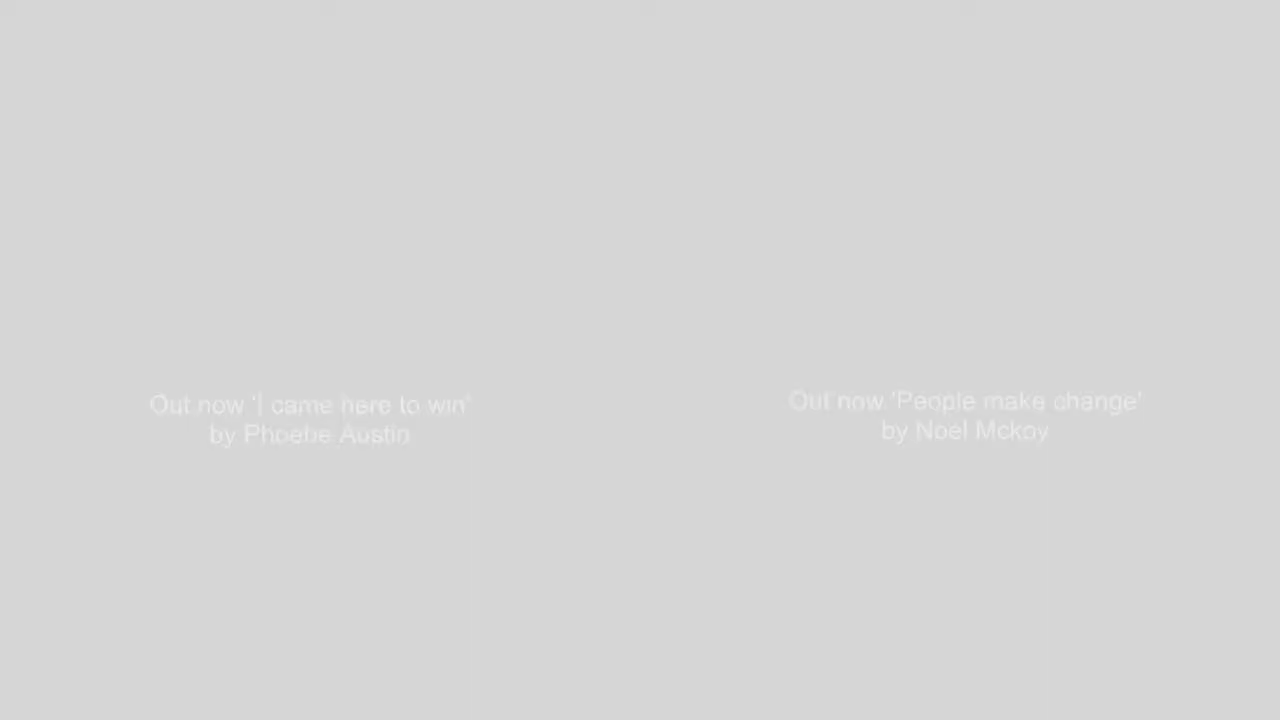 Out now 'I came here to win'
by Phoebe Austin
Out now 'People make change'
by Noel Mckoy